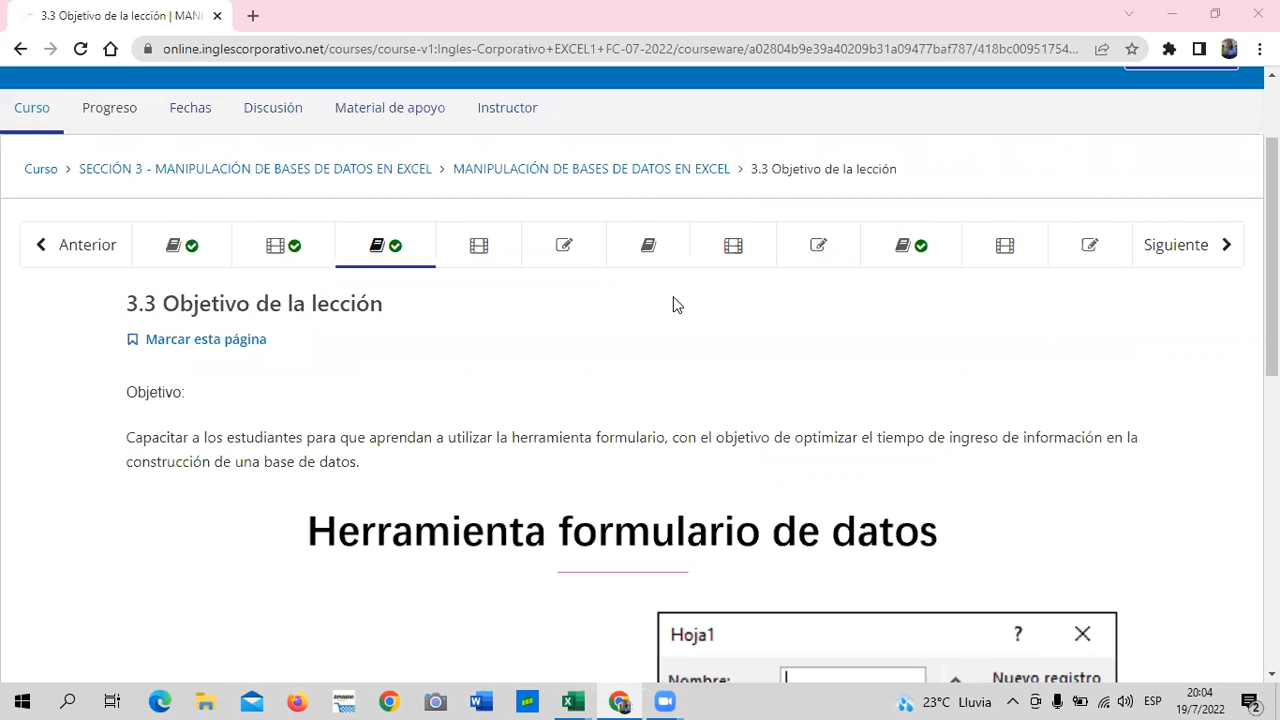 3.3 Objetivo de la lección | MAN
online.inglescorporativo.net/courses/course-v1:Ingles-Corporativo+EXCEL1+FC-07-2022/courseware/a02804b9e39a40209b31a09477baf787/418bc00951754...
Curso Progreso Fechas Discusión Material de apoyo Instructor
Curso > SECCIÓN 3 - MANIPULACIÓN DE BASES DE DATOS EN EXCEL > MANIPULACIÓN DE BASES DE DATOS EN EXCEL > 3.3 Objetivo de la lección
Anterior Siguiente
3.3 Objetivo de la lección
Marcar esta página
Objetivo:
Capacitar a los estudiantes para que aprendan a utilizar la herramienta formulario, con el objetivo de optimizar el tiempo de ingreso de información en la
construcción de una base de datos.
Herramienta formulario de datos
Hoja1 ?
Nombre: Nuevo registro
23°C Lluvia ESP 20:04
19/7/2022 2